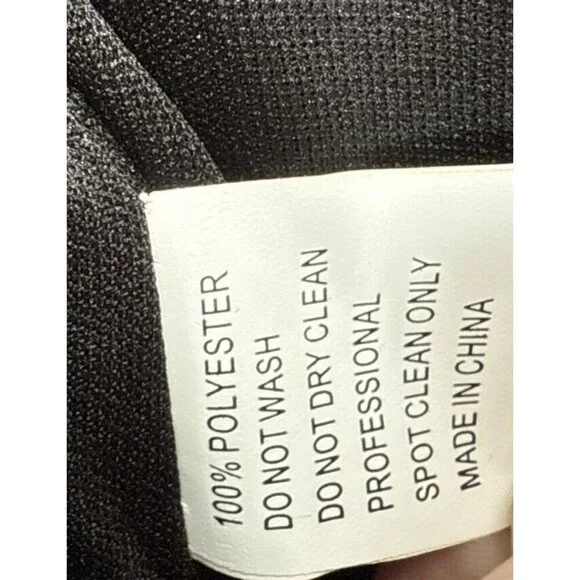 100% POLYESTER
DO NOT WASH
DO NOT DRY CLEAN
PROFESSIONAL
SPOT CLEAN ONLY
MADE IN CHINA